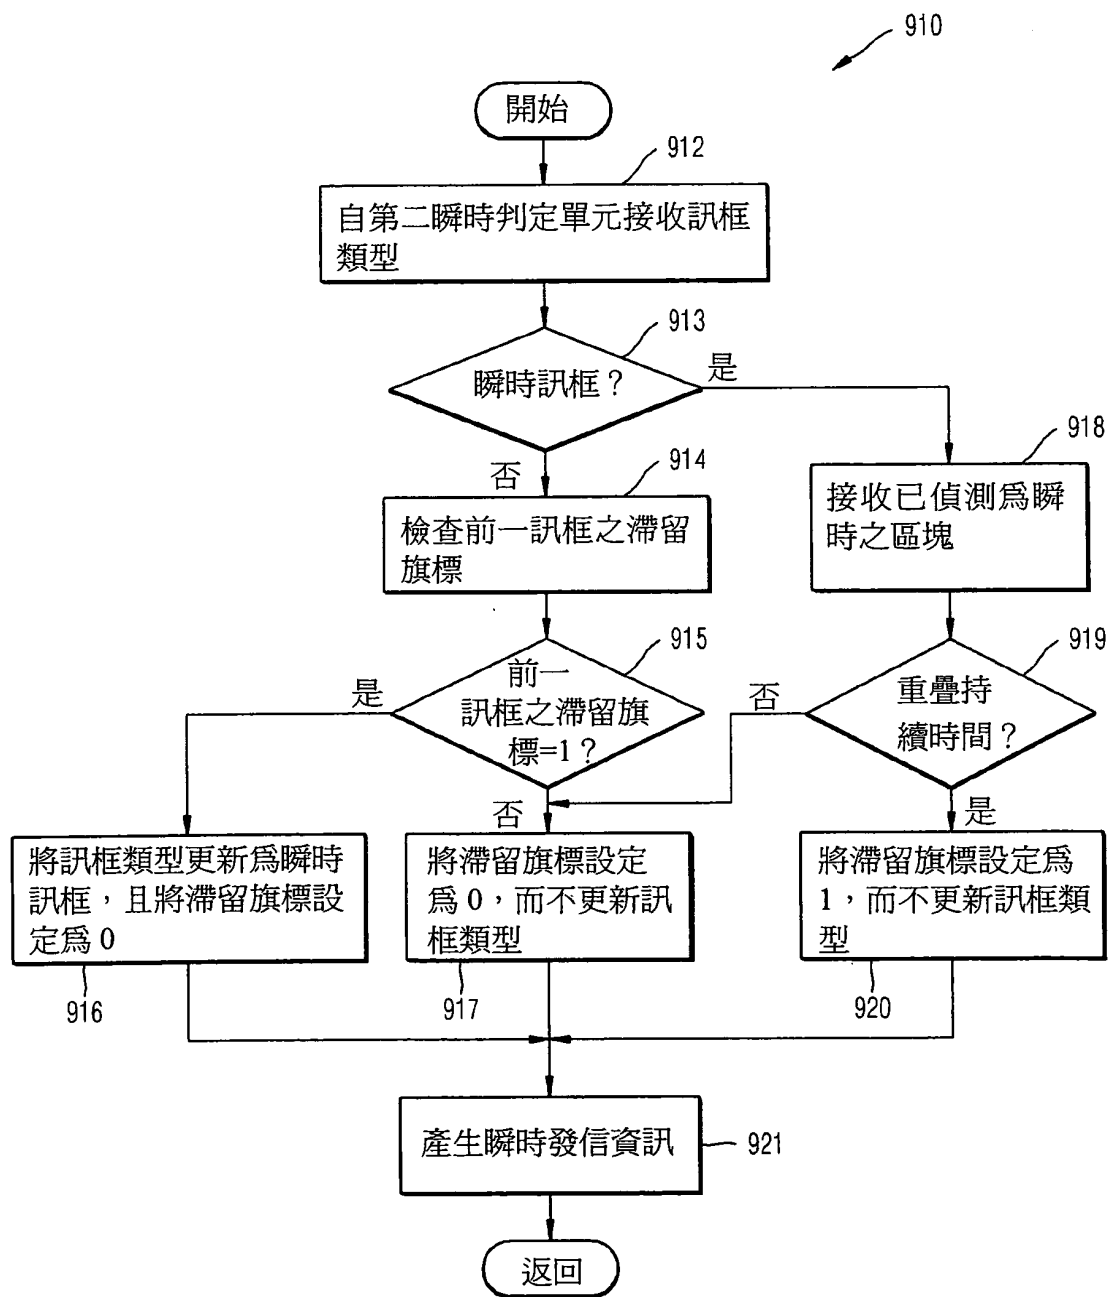 910
開始
912
自第二瞬時判定單元接收訊框
類型
913
瞬時訊框？
是
否
914
918
檢查前一訊框之滯留
旗標
接收已偵測爲瞬
時之區塊
915
919
前一
訊框之滯留旗
標=1？
是
否
重疊持
續時間？
否
是
將訊框類型更新爲瞬時
訊框，且將滯留旗標設
定爲0
將滯留旗標設定
爲0，而不更新訊
框類型
將滯留旗標設定爲
1，而不更新訊框類
型
916
917
920
產生瞬時發信資訊
921
返回